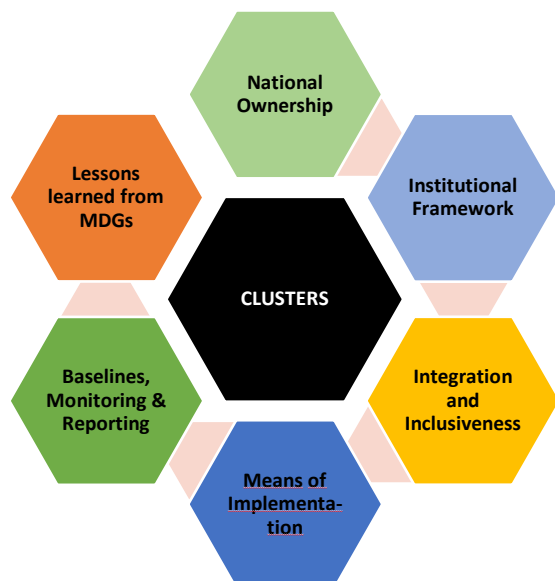 National
Ownership
Institutional
Framework
Integration
and
Inclusiveness
Means of
Implementa-
tion
Baselines,
Monitoring &
Reporting
Lessons
learned from
MDGs
CLUSTERS